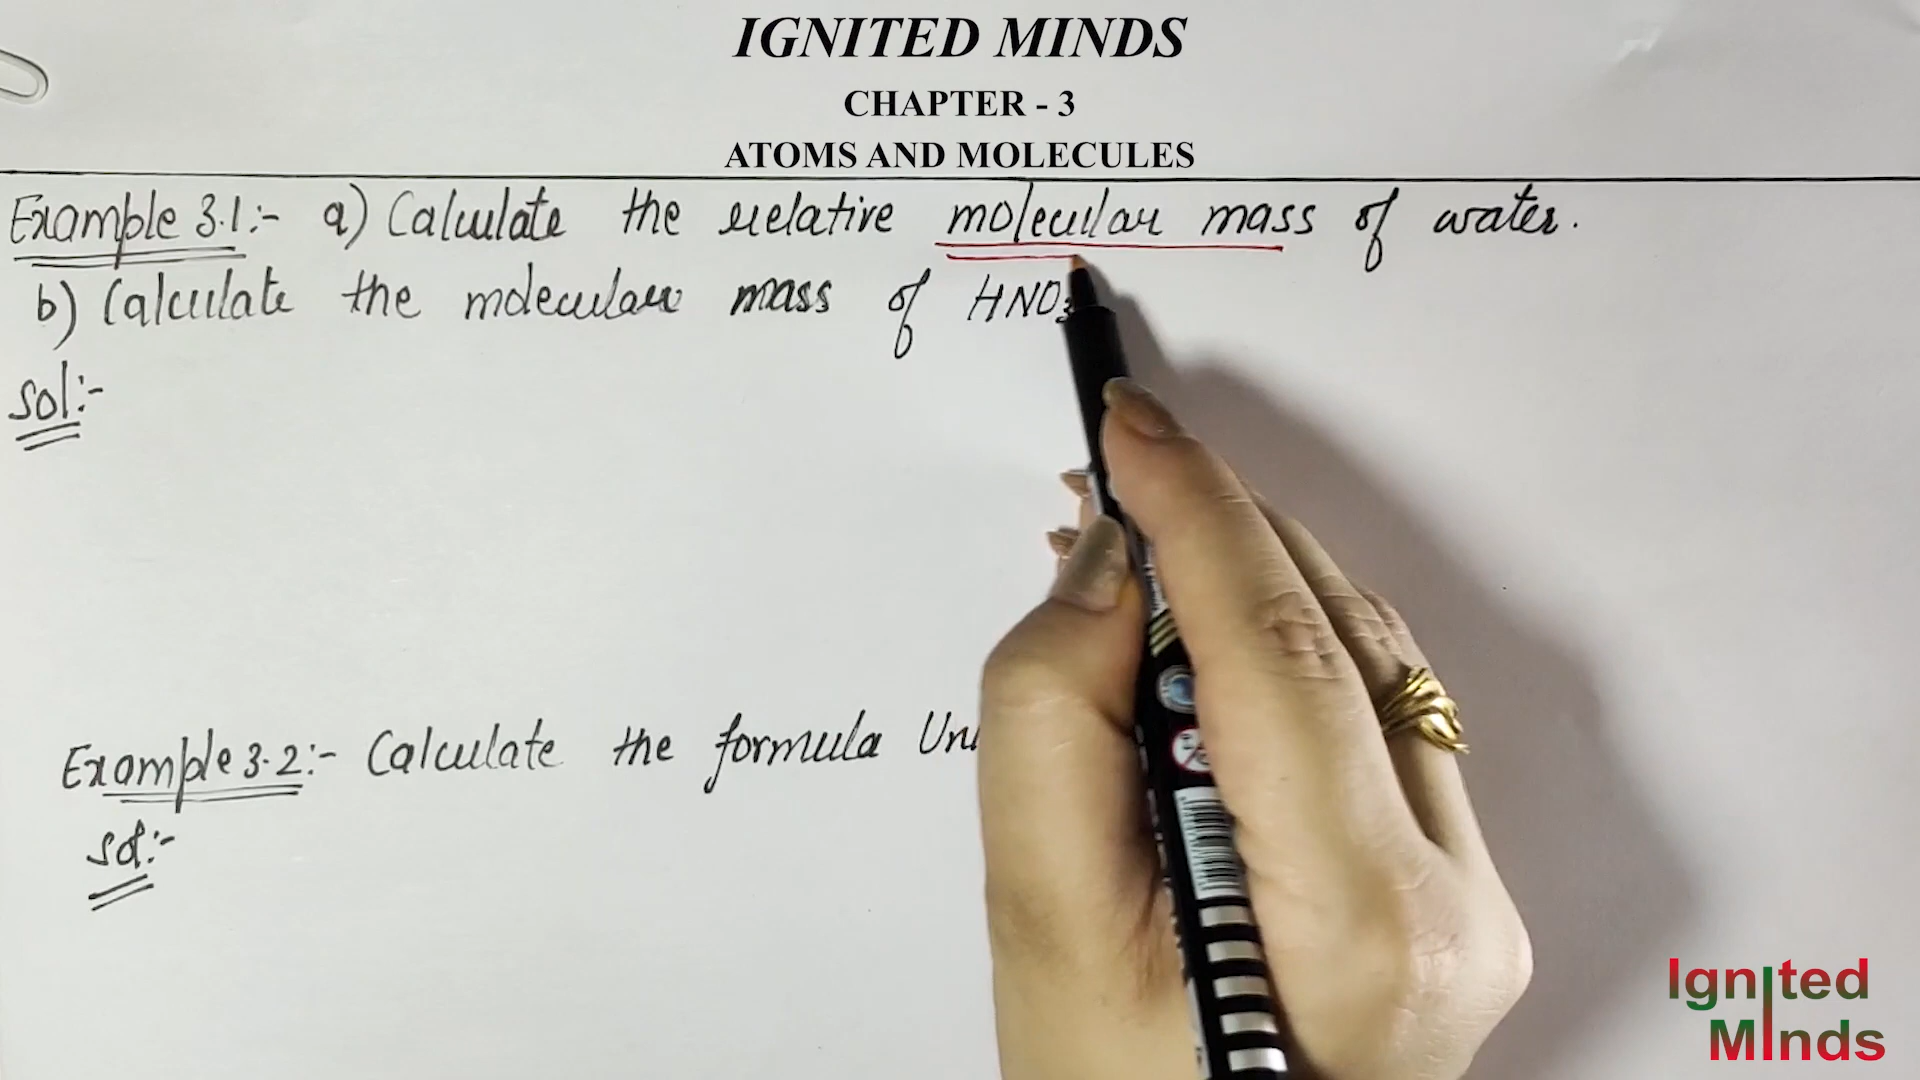 IGNITED MINDS
CHAPTER - 3
ATOMS AND MOLECULES
Example 3.1:- a) Calculate the relative molecular mass of water.
b) Calculate the molecular mass of HNO3
Sol:-
Example 3.2:- Calculate the formula
Sol:-
Ignited
Minds